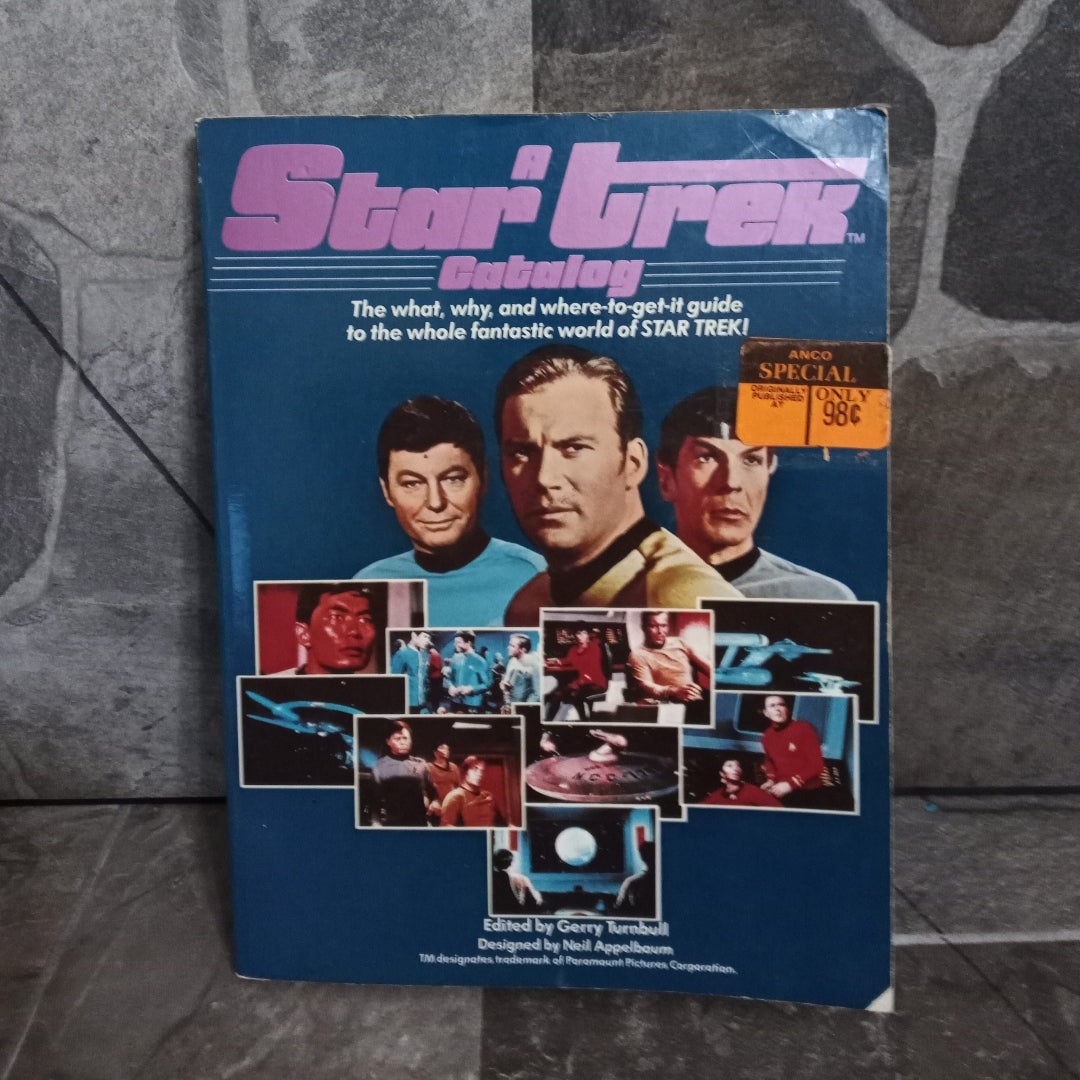 A
Star Trek™
Catalog
The what, why, and where-to-get-it guide
to the whole fantastic world of STAR TREK!
ANCO
SPECIAL
ORIGINALLY
PUBLISHED
AT
ONLY
98¢
Edited by Gerry Turnbull
Designed by Neil Appelbaum
TM designates trademark of Paramount Pictures Corporation.